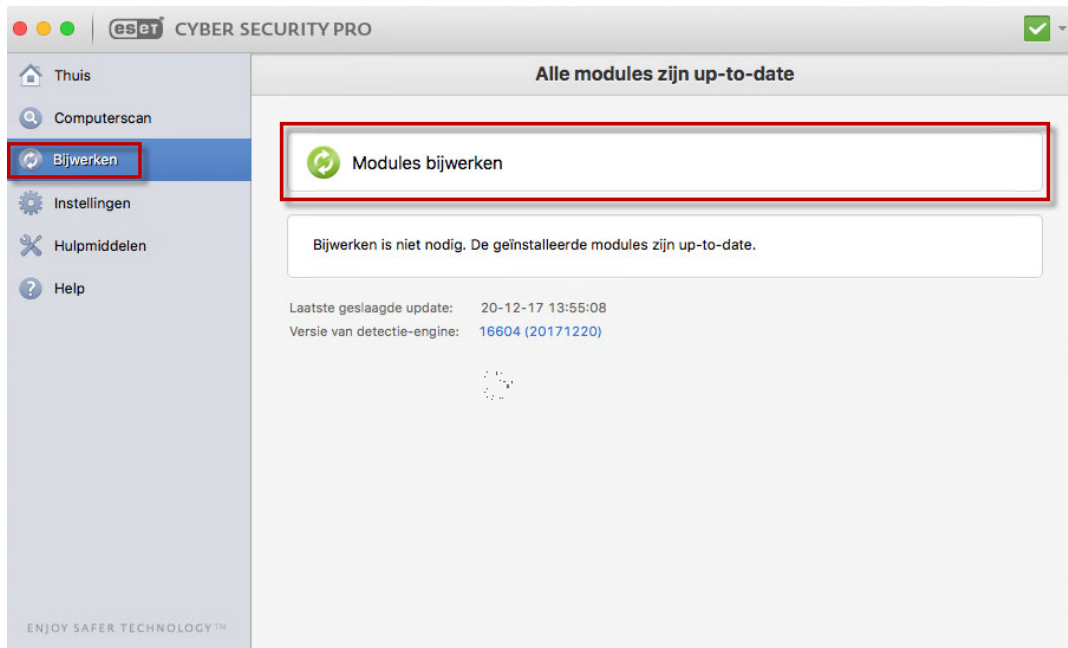 eset CYBER SECURITY PRO
Thuis
Computerscan
Bijwerken
Instellingen
Hulpmiddelen
Help
ENJOY SAFER TECHNOLOGY™
Alle modules zijn up-to-date
Modules bijwerken
Bijwerken is niet nodig. De geïnstalleerde modules zijn up-to-date.
Laatste geslaagde update: 20-12-17 13:55:08
Versie van detectie-engine: 16604 (20171220)